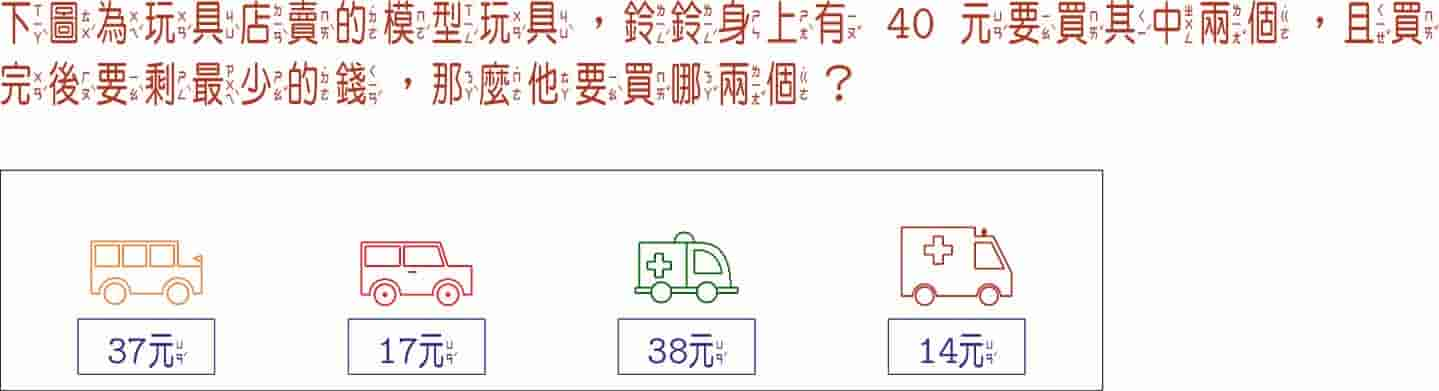 下圖為玩具店賣的模型玩具，鈴鈴身上有 40 元要買其中兩個，且買
完後要剩最少的錢，那麼他要買哪兩個？
37元 17元 38元 14元